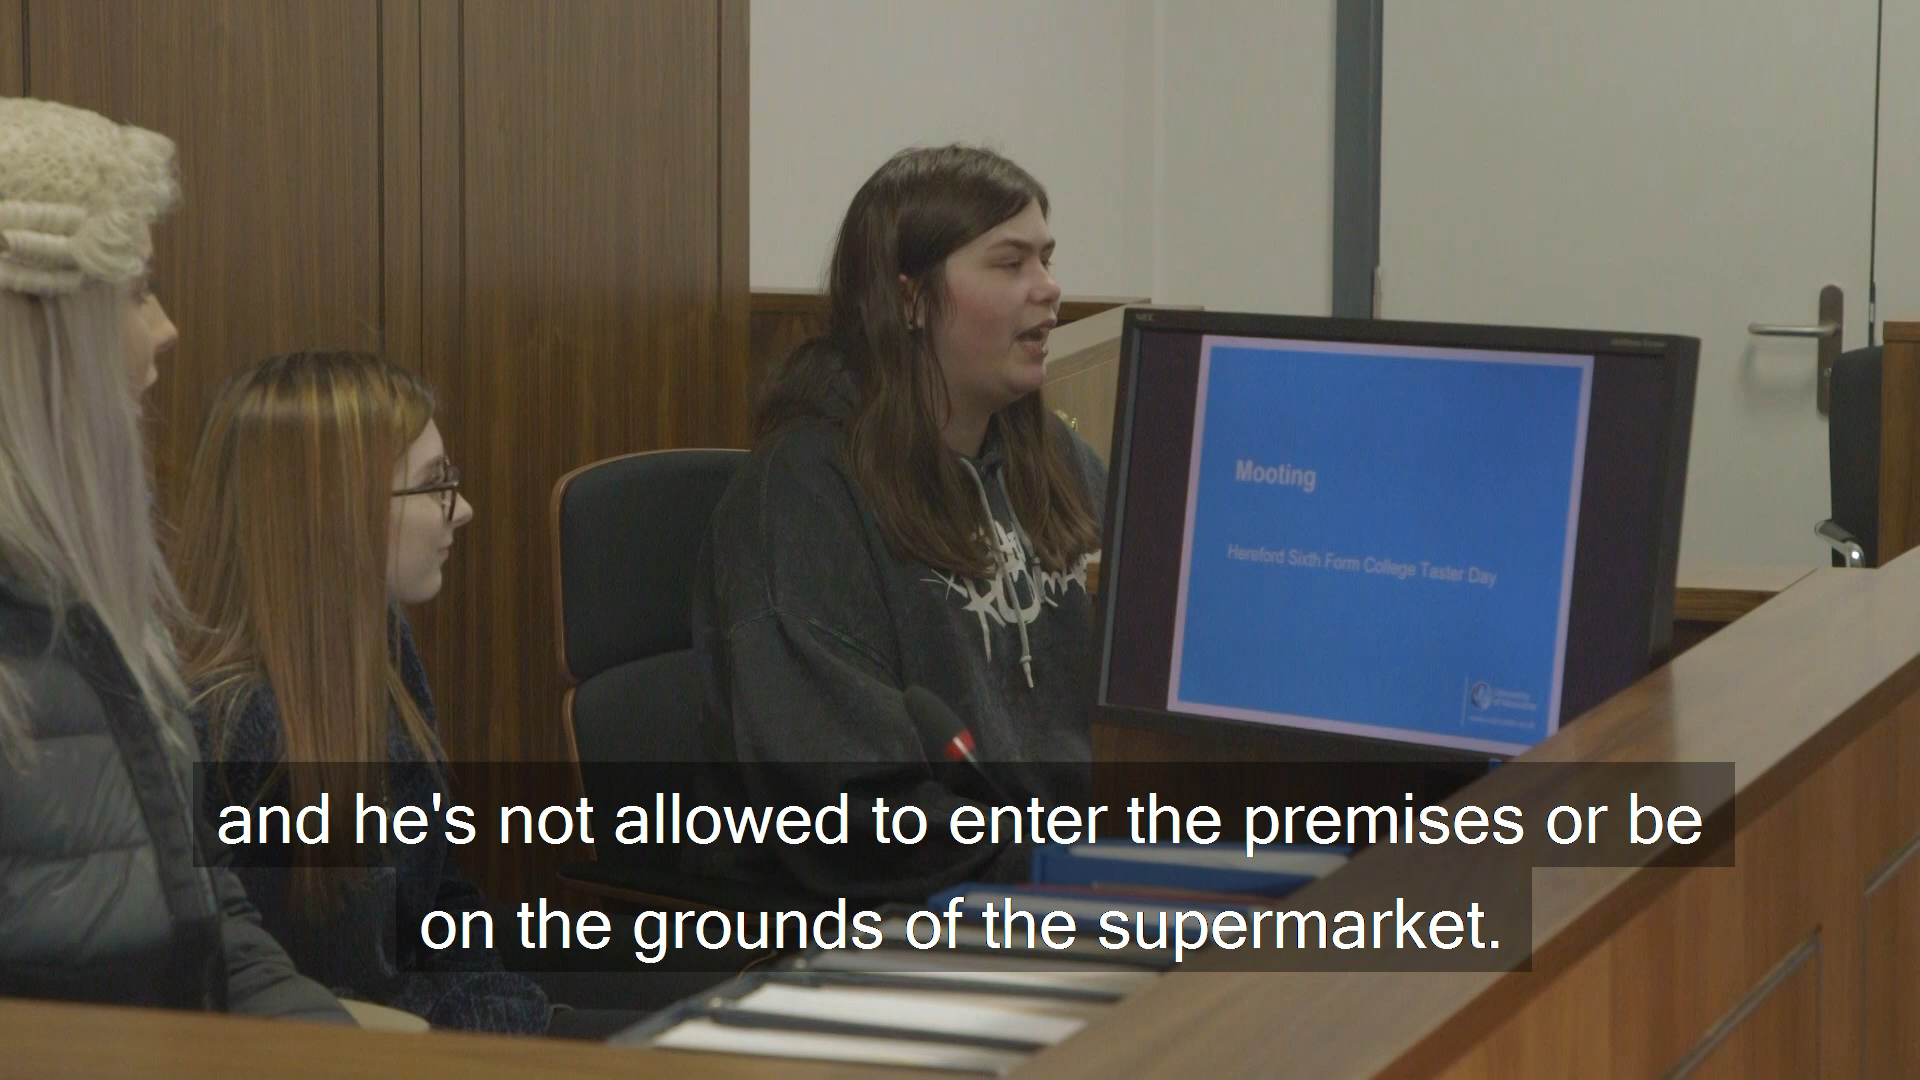 NEC
Mooting
Hereford Sixth Form College Taster Day
and he's not allowed to enter the premises or be
on the grounds of the supermarket.